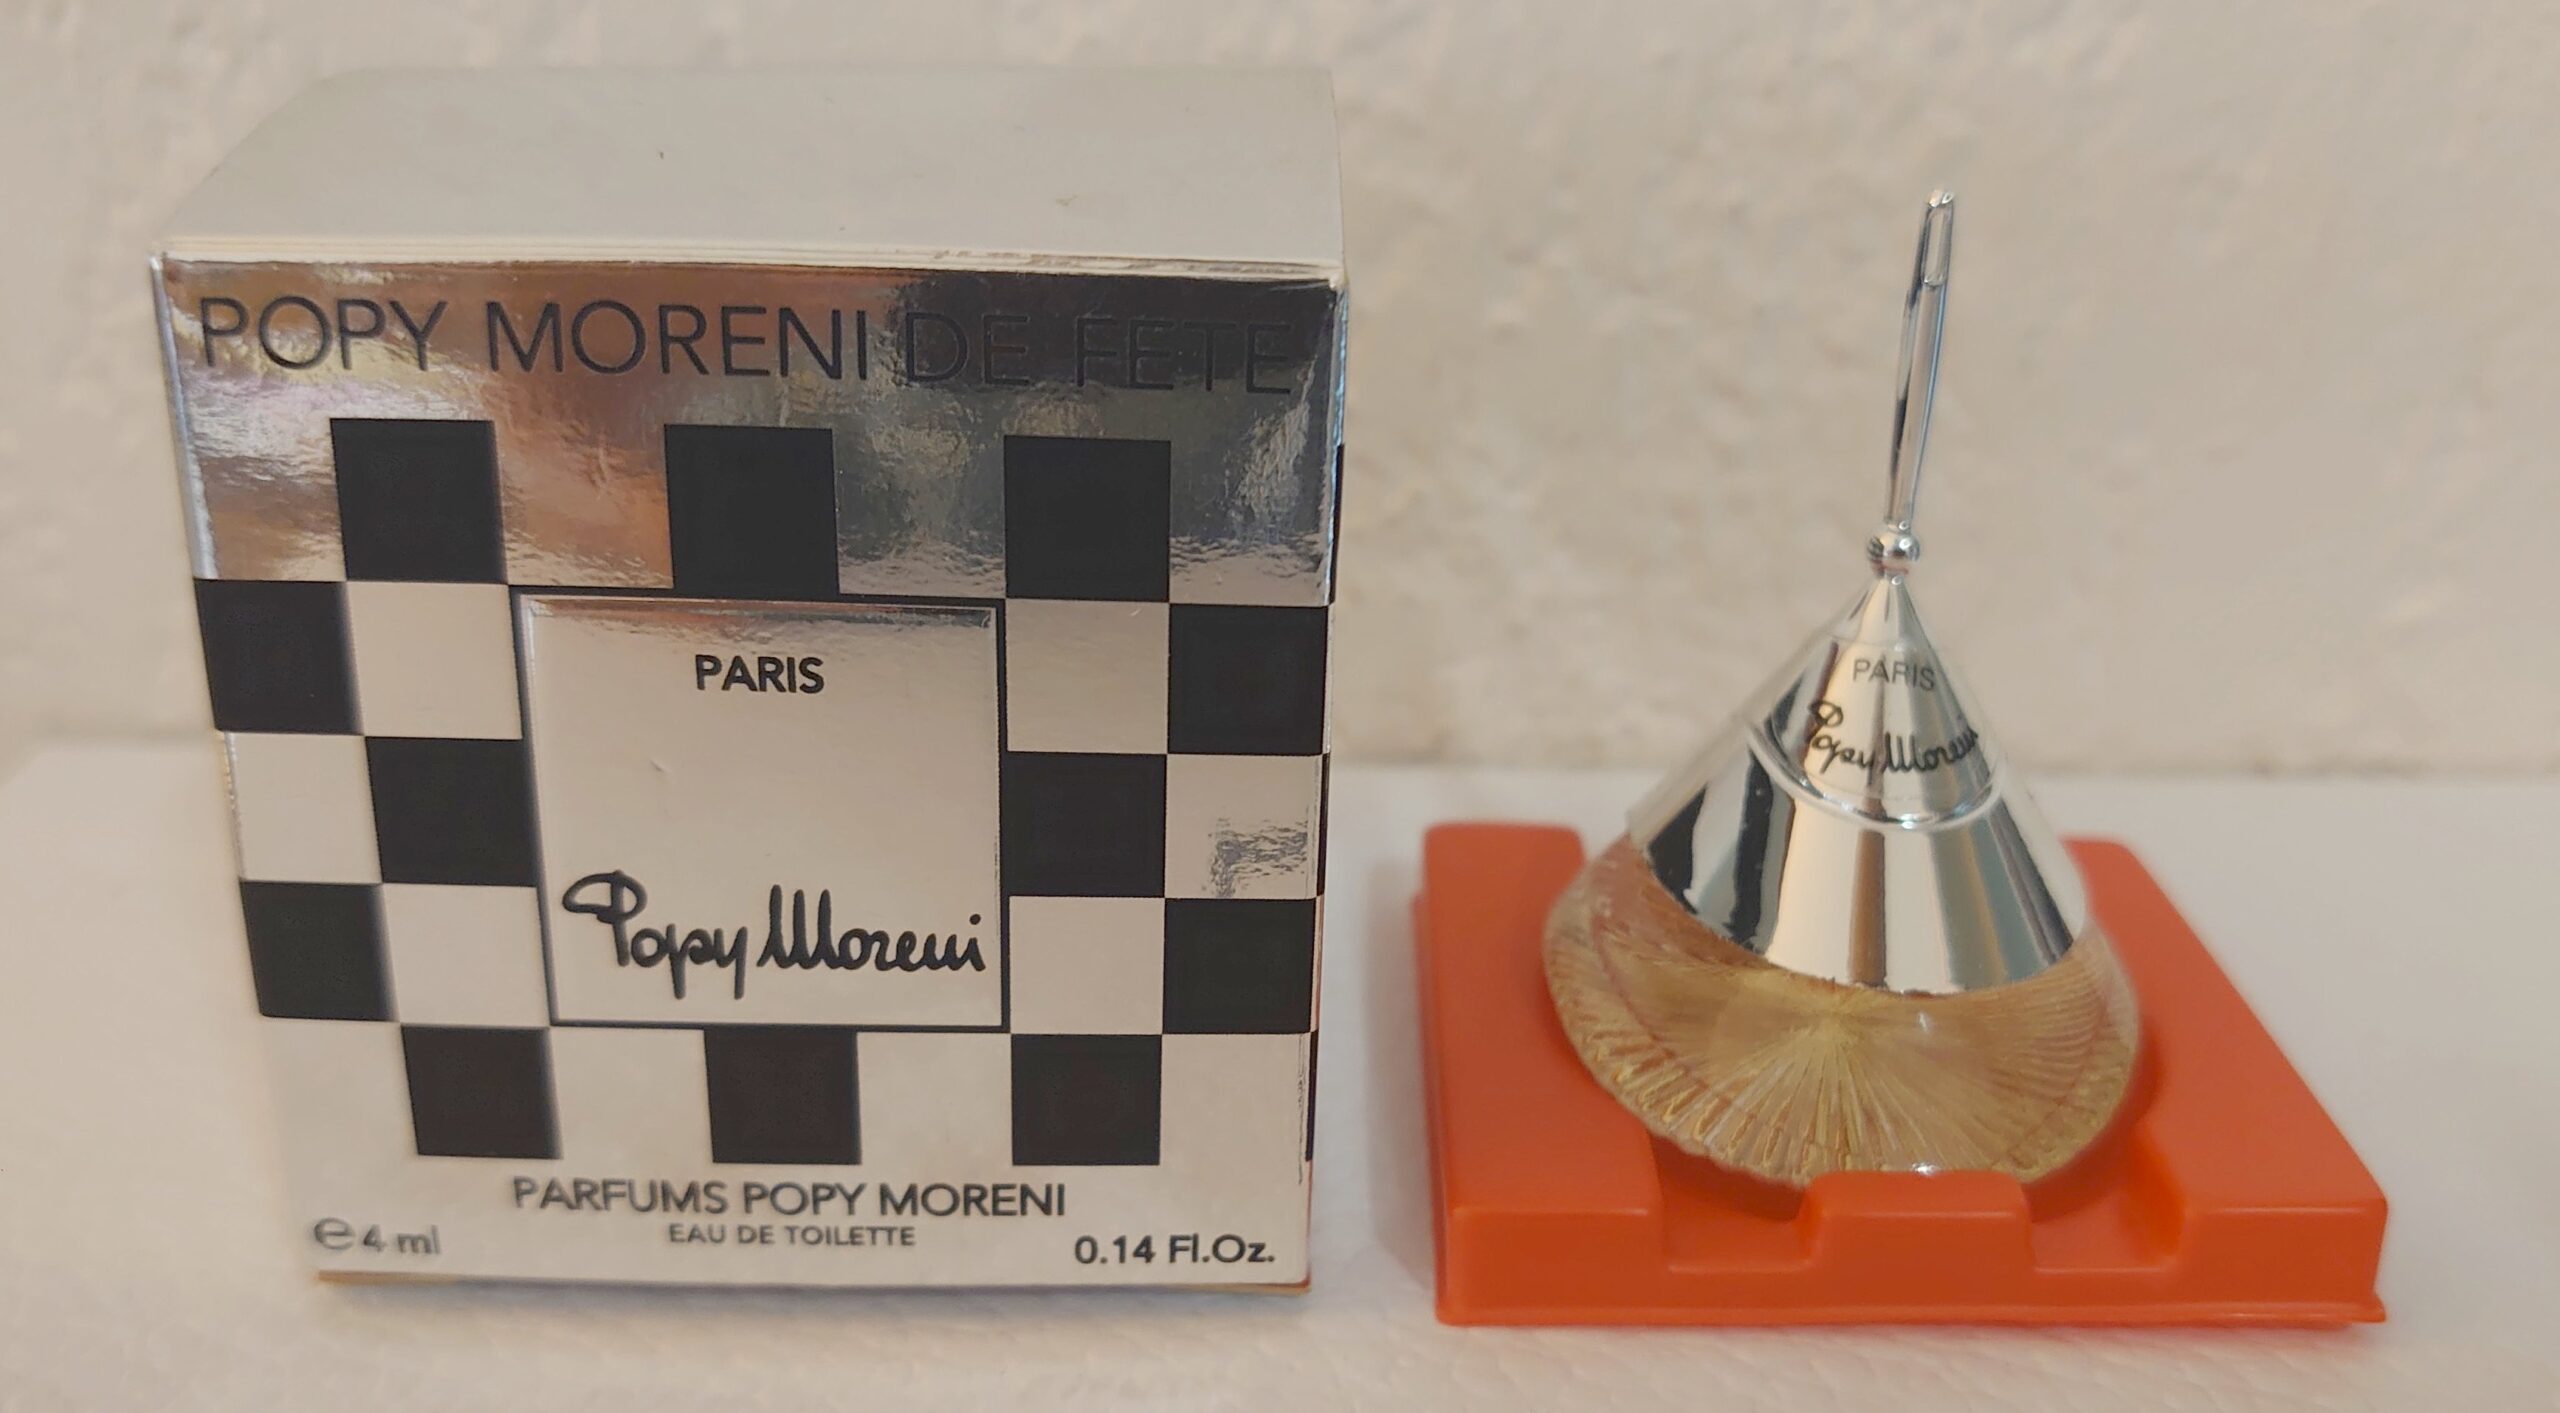 POPY MORENI DE FETE
PARIS
Popy Moreni
PARFUMS POPY MORENI
EAU DE TOILETTE
e4 ml
0.14 Fl.Oz.
PARIS
Popy Moreni